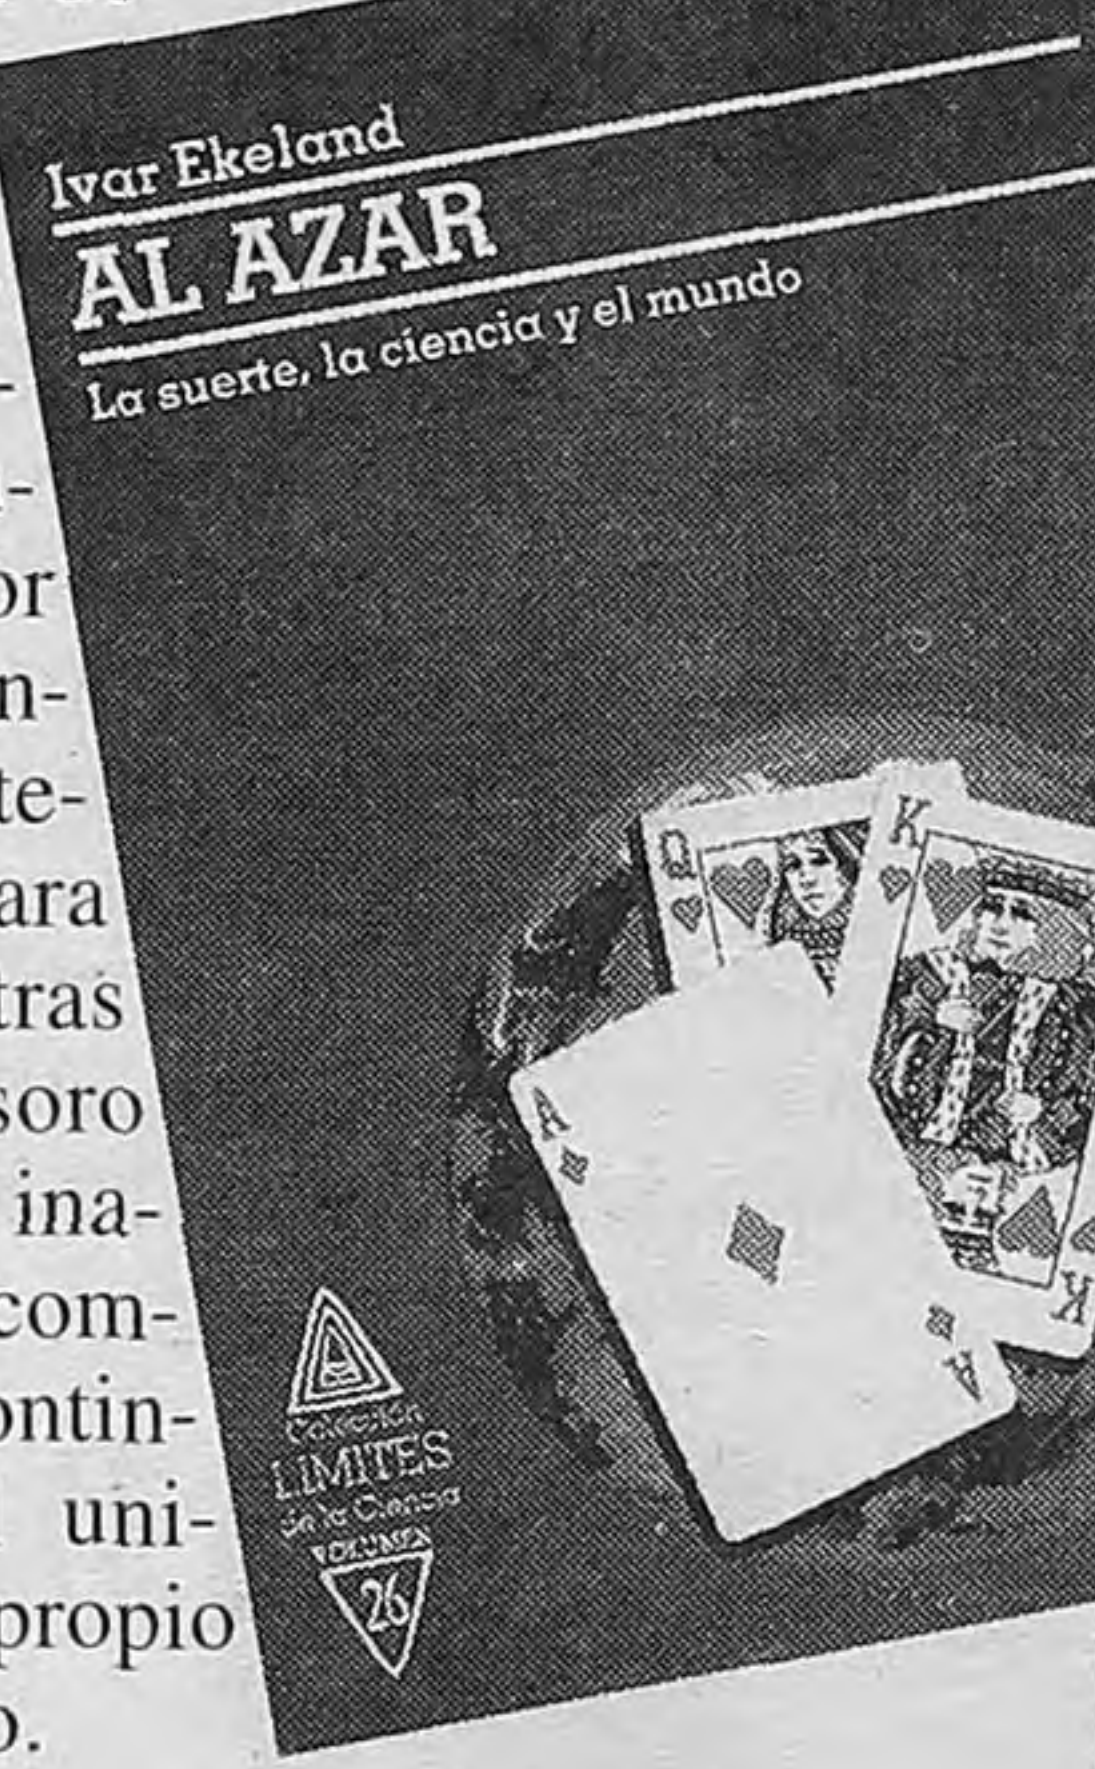 -
-
or
n-
te-
ara
tras
soro
ina-
com-
ontin-
uni-
propio
o.
Ivar Ekeland
AL AZAR
La suerte, la ciencia y el mundo
Q
K
A
A
K
Colección
LIMITES
de la Ciencia
VOLUMEN
26